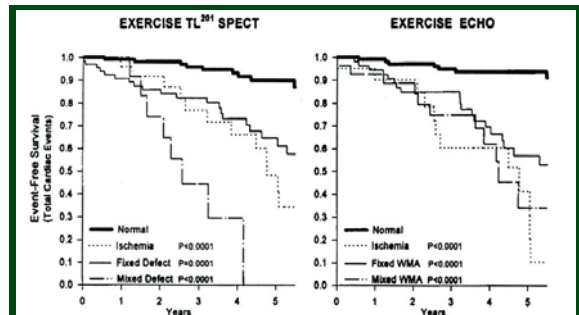 EXERCISE TL201 SPECT
EXERCISE ECHO
Event-Free Survival
(Total Cardiac Events)
1.0
0.9
0.8
0.7
0.6
0.5
0.4
0.3
0.2
0.1
0.0
Normal
Ischemia P<0.0001
Fixed Defect P=0.0001
Mixed Defect P<0.0001
0 1 2 3 4 5
Years
1.0
0.9
0.8
0.7
0.6
0.5
0.4
0.3
0.2
0.1
0.0
Normal
Ischemia P<0.0001
Fixed WMA P<0.0001
Mixed WMA P<0.0001
0 1 2 3 4 5
Years